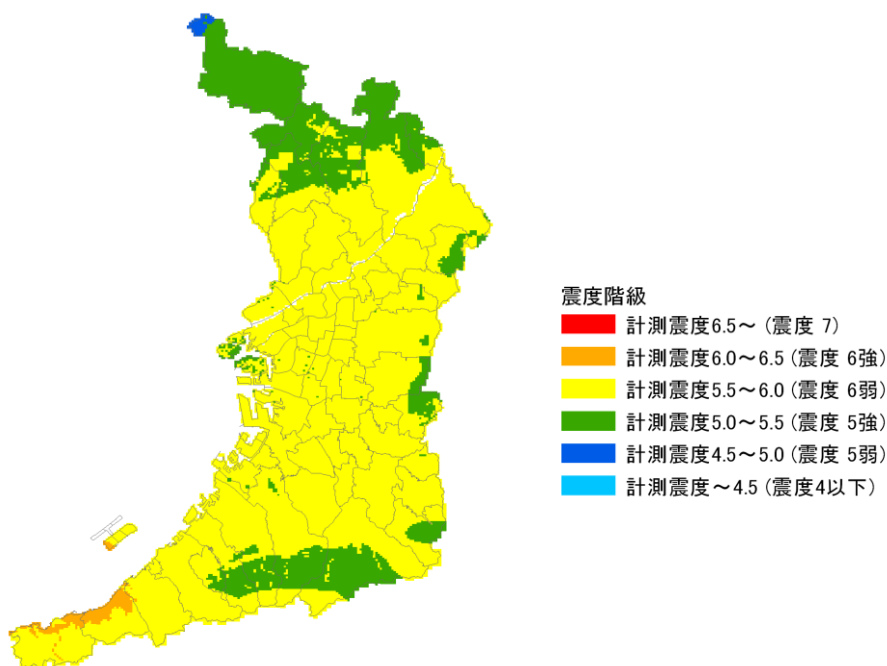 震度階級
計測震度6.5～ (震度 7)
計測震度6.0～6.5 (震度 6強)
計測震度5.5～6.0 (震度 6弱)
計測震度5.0～5.5 (震度 5強)
計測震度4.5～5.0 (震度 5弱)
計測震度～4.5 (震度4以下)